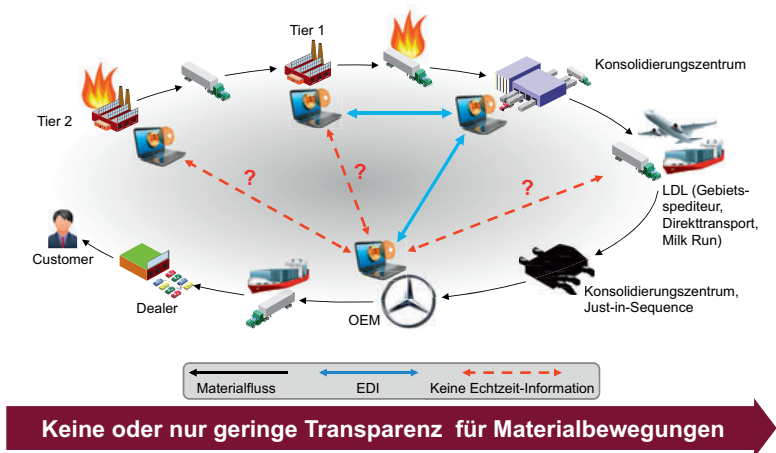 Tier 1
Konsolidierungszentrum
Tier 2
?
?
?
LDL (Gebiets-
spediteur,
Direkttransport,
Milk Run)
Customer
Dealer
OEM
Konsolidierungszentrum,
Just-in-Sequence
Materialfluss
EDI
Keine Echtzeit-Information
Keine oder nur geringe Transparenz für Materialbewegungen